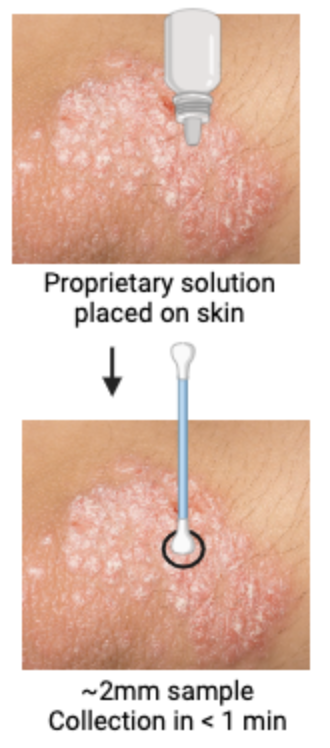 Proprietary solution
placed on skin
~2mm sample
Collection in < 1 min